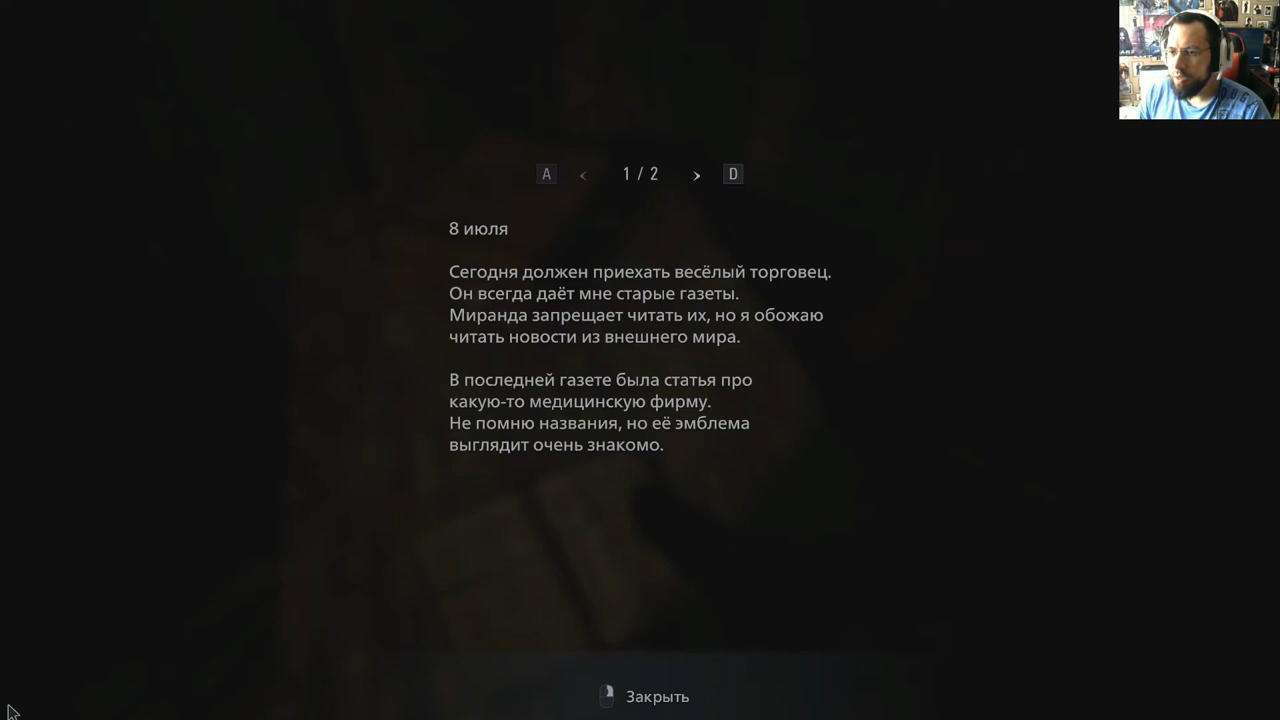 A < 1 / 2 > D
8 июля
Сегодня должен приехать весёлый торговец.
Он всегда даёт мне старые газеты.
Миранда запрещает читать их, но я обожаю
читать новости из внешнего мира.
В последней газете была статья про
какую-то медицинскую фирму.
Не помню названия, но её эмблема
выглядит очень знакомо.
Закрыть